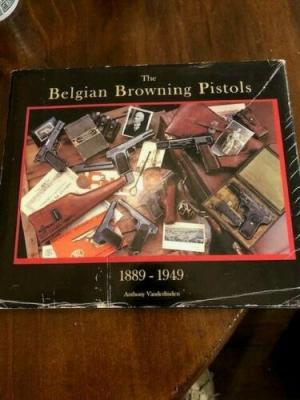 The
Belgian Browning Pistols
1889 - 1949
Anthony Vanderlinden